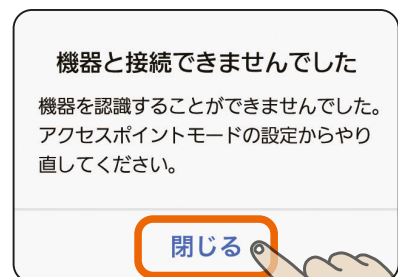 機器と接続できませんでした
機器を認識することができませんでした。
アクセスポイントモードの設定からやり
直してください。
閉じる